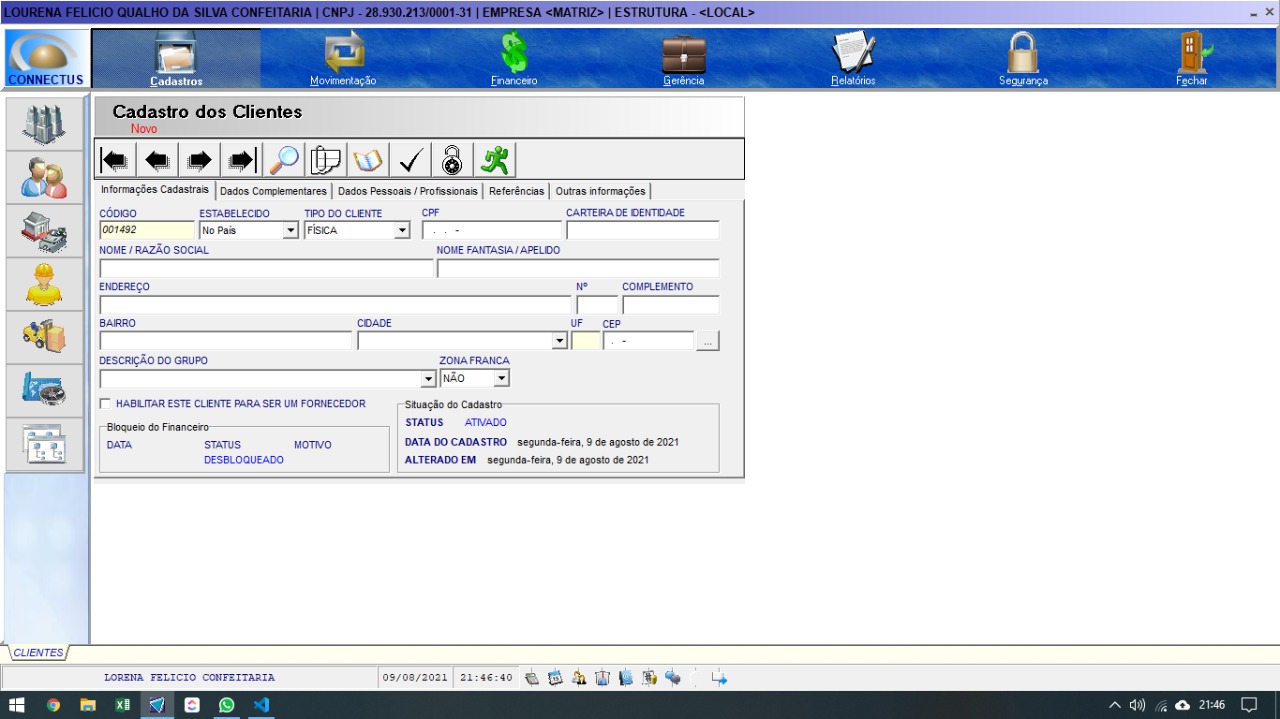 LOURENA FELICIO QUALHO DA SILVA CONFEITARIA | CNPJ - 28.930.213/0001-31 | EMPRESA <MATRIZ> | ESTRUTURA - <LOCAL>
CONNECTUS
Cadastros Movimentação Financeiro Gerência Relatórios Segurança Fechar
Cadastro dos Clientes
Novo
Informações Cadastrais Dados Complementares Dados Pessoais / Profissionais Referências Outras informações
CÓDIGO ESTABELECIDO TIPO DO CLIENTE CPF CARTEIRA DE IDENTIDADE
001492 No País FÍSICA . . -
NOME / RAZÃO SOCIAL NOME FANTASIA / APELIDO
ENDEREÇO Nº COMPLEMENTO
BAIRRO CIDADE UF CEP
. - ...
DESCRIÇÃO DO GRUPO ZONA FRANCA
NÃO
HABILITAR ESTE CLIENTE PARA SER UM FORNECEDOR
Situação do Cadastro
STATUS ATIVADO
DATA DO CADASTRO segunda-feira, 9 de agosto de 2021
ALTERADO EM segunda-feira, 9 de agosto de 2021
Bloqueio do Financeiro
DATA STATUS MOTIVO
DESBLOQUEADO
CLIENTES
LORENA FELICIO CONFEITARIA 09/08/2021 21:46:40
21:46